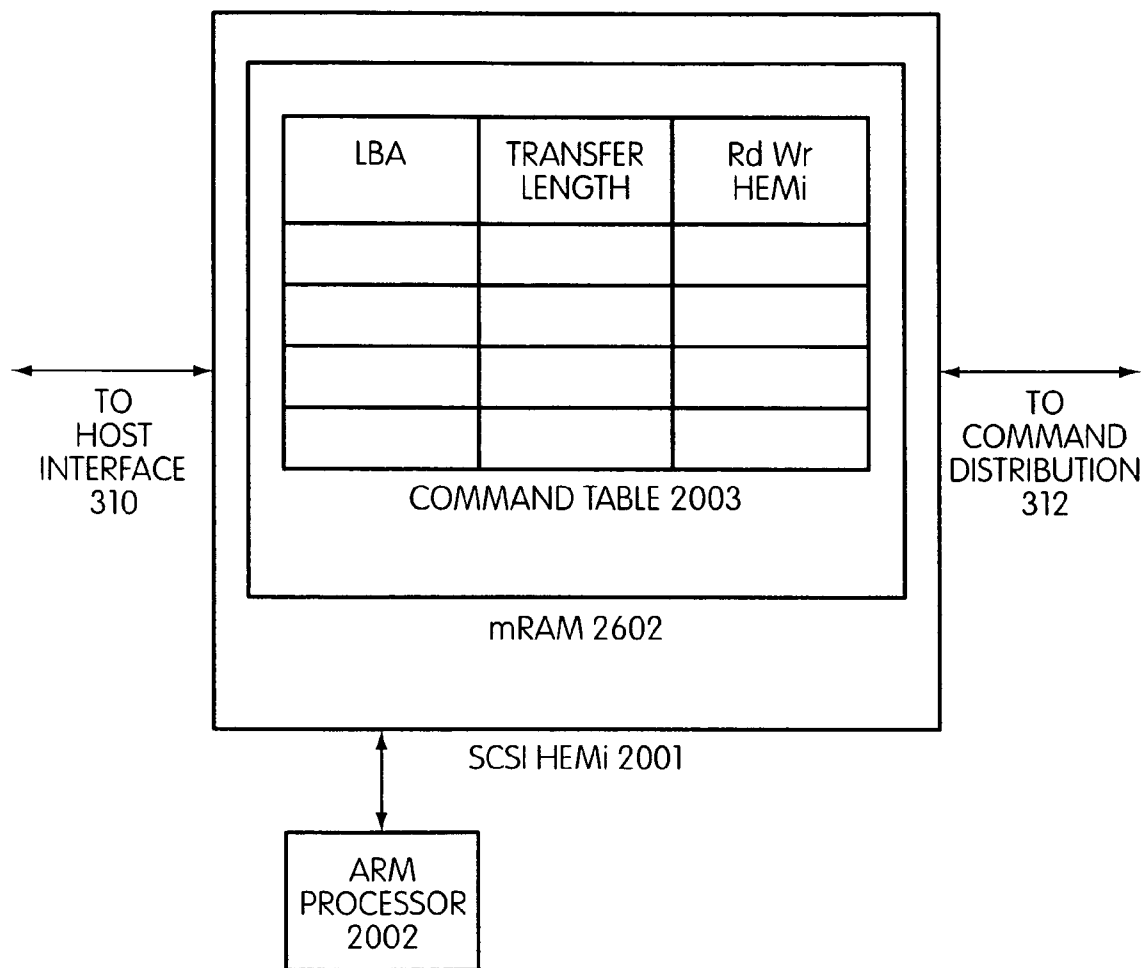 LBA
TRANSFER
LENGTH
Rd Wr
HEMi
TO
HOST
INTERFACE
310
TO
COMMAND
DISTRIBUTION
312
COMMAND TABLE 2003
mRAM 2602
SCSI HEMi 2001
ARM
PROCESSOR
2002